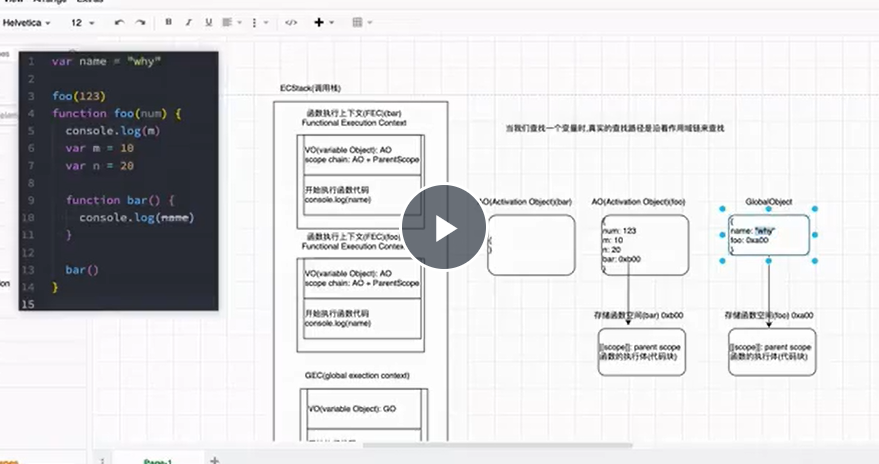 View Arrange Extras
Helvetica 12 B I U
1 var name = "why"
2
3 foo(123)
4 function foo(num) {
5 console.log(m)
6 var m = 10
7 var n = 20
8
9 function bar() {
10 console.log(name)
11 }
12
13 bar()
14 }
15
ECStack(调用栈)
函数执行上下文(FEC)(bar)
Functional Execution Context
VO(variable Object): AO
scope chain: AO + ParentScope
开始执行函数代码
console.log(name)
函数执行上下文(FEC)(foo)
Functional Execution Context
VO(variable Object): AO
scope chain: AO + ParentScope
开始执行函数代码
console.log(name)
GEC(global exection context)
VO(variable Object): GO
当我们查找一个变量时,真实的查找路径是沿着作用域链来查找
AO(Activation Object)(bar)
{
}
AO(Activation Object)(foo)
{
num: 123
m: 10
n: 20
bar: 0xb00
}
GlobalObject
{
name: "why"
foo: 0xa00
}
存储函数空间(bar) 0xb00
[[scope]]: parent scope
函数的执行体(代码块)
存储函数空间(foo) 0xa00
[[scope]]: parent scope
函数的执行体(代码块)
Page-1